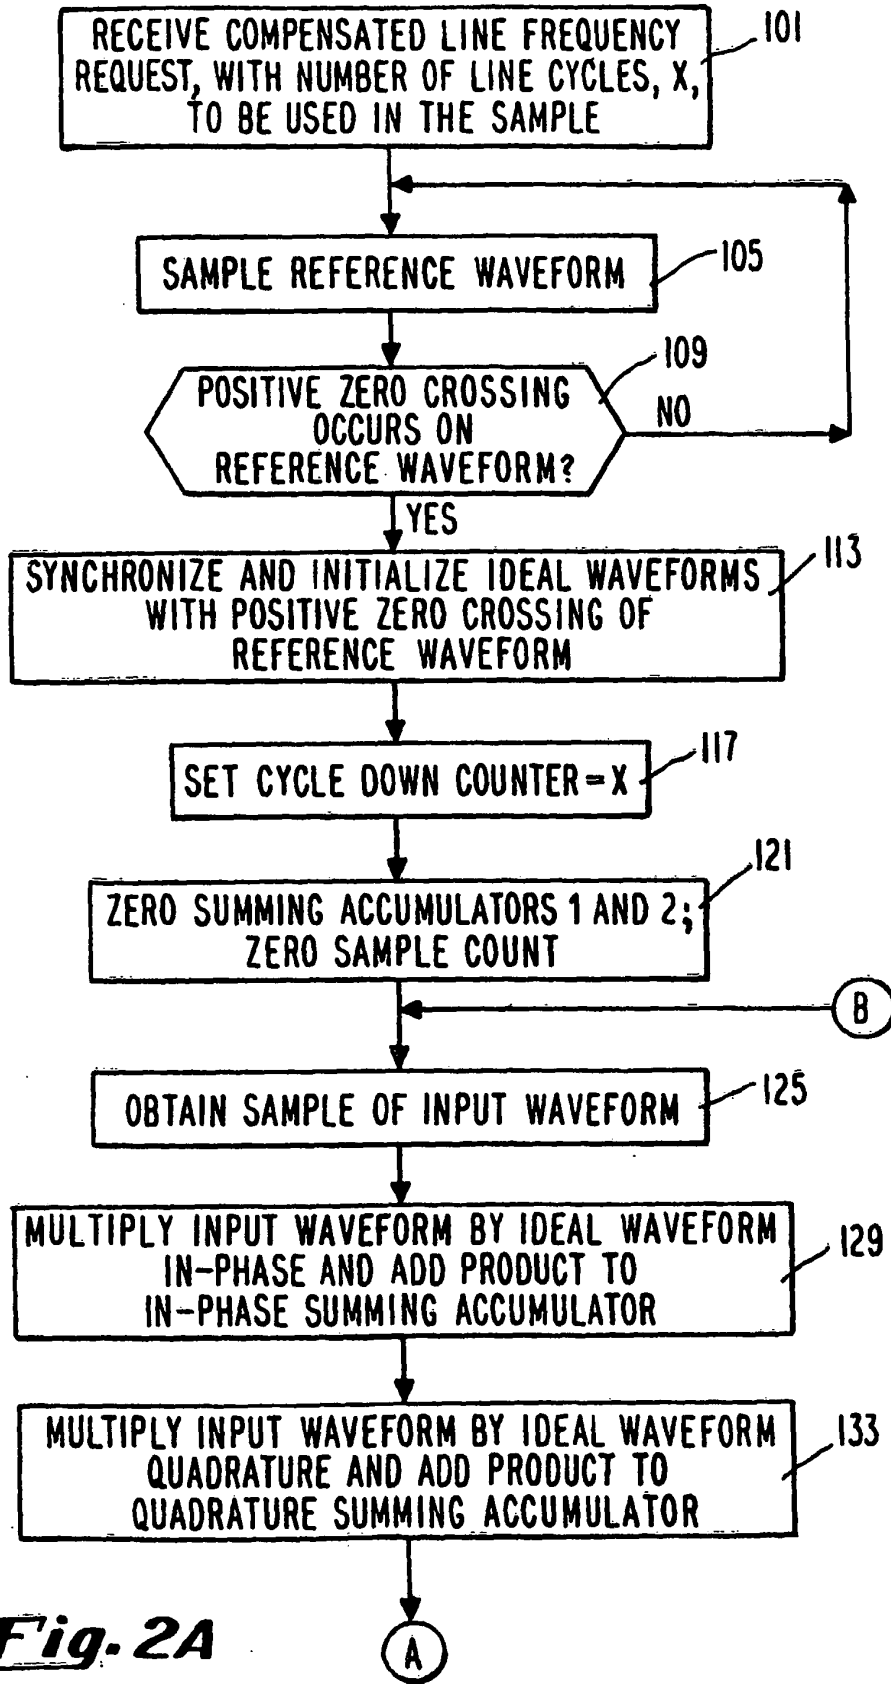 RECEIVE COMPENSATED LINE FREQUENCY
REQUEST, WITH NUMBER OF LINE CYCLES, X,
TO BE USED IN THE SAMPLE
101
SAMPLE REFERENCE WAVEFORM
105
POSITIVE ZERO CROSSING
OCCURS ON
REFERENCE WAVEFORM?
109
NO
YES
SYNCHRONIZE AND INITIALIZE IDEAL WAVEFORMS
WITH POSITIVE ZERO CROSSING OF
REFERENCE WAVEFORM
113
SET CYCLE DOWN COUNTER=X
117
ZERO SUMMING ACCUMULATORS 1 AND 2;
ZERO SAMPLE COUNT
121
B
OBTAIN SAMPLE OF INPUT WAVEFORM
125
MULTIPLY INPUT WAVEFORM BY IDEAL WAVEFORM
IN-PHASE AND ADD PRODUCT TO
IN-PHASE SUMMING ACCUMULATOR
129
MULTIPLY INPUT WAVEFORM BY IDEAL WAVEFORM
QUADRATURE AND ADD PRODUCT TO
QUADRATURE SUMMING ACCUMULATOR
133
A
Fig. 2A